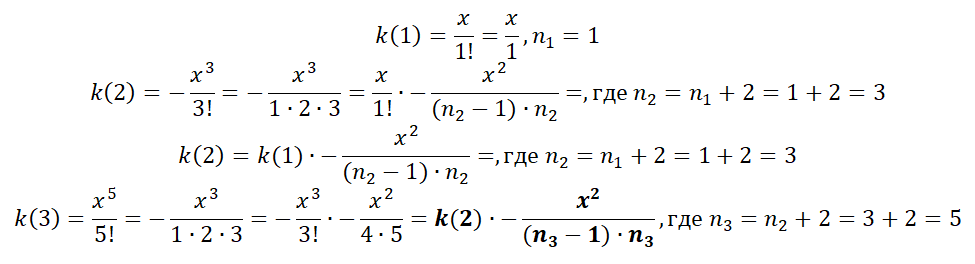 k(1) = x/1! = x/1, n₁ = 1
k(2) = − x³/3! = − x³/(1 · 2 · 3) = x/1! · − x²/((n₂ − 1) · n₂) =, где n₂ = n₁ + 2 = 1 + 2 = 3
k(2) = k(1) · − x²/((n₂ − 1) · n₂) =, где n₂ = n₁ + 2 = 1 + 2 = 3
k(3) = x⁵/5! = − x³/(1 · 2 · 3) = − x³/3! · − x²/(4 · 5) = k(2) · − x²/((n₃ − 1) · n₃), где n₃ = n₂ + 2 = 3 + 2 = 5